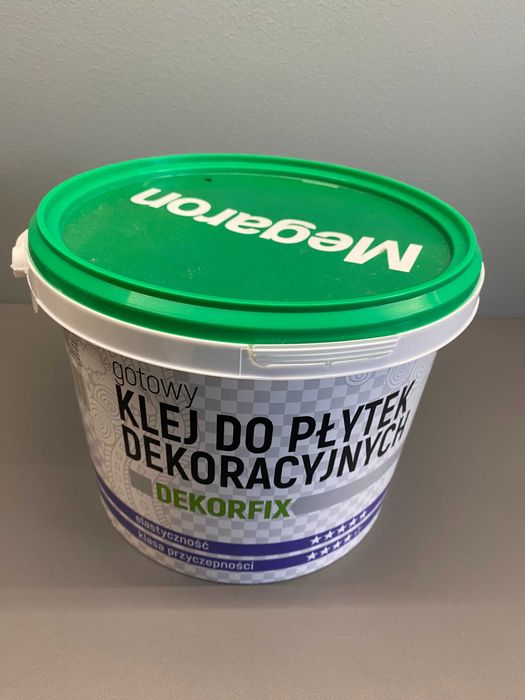 Megaron
gotowy
KLEJ DO PŁYTEK
DEKORACYJNYCH
DEKORFIX
elastyczność
klasa przyczepności